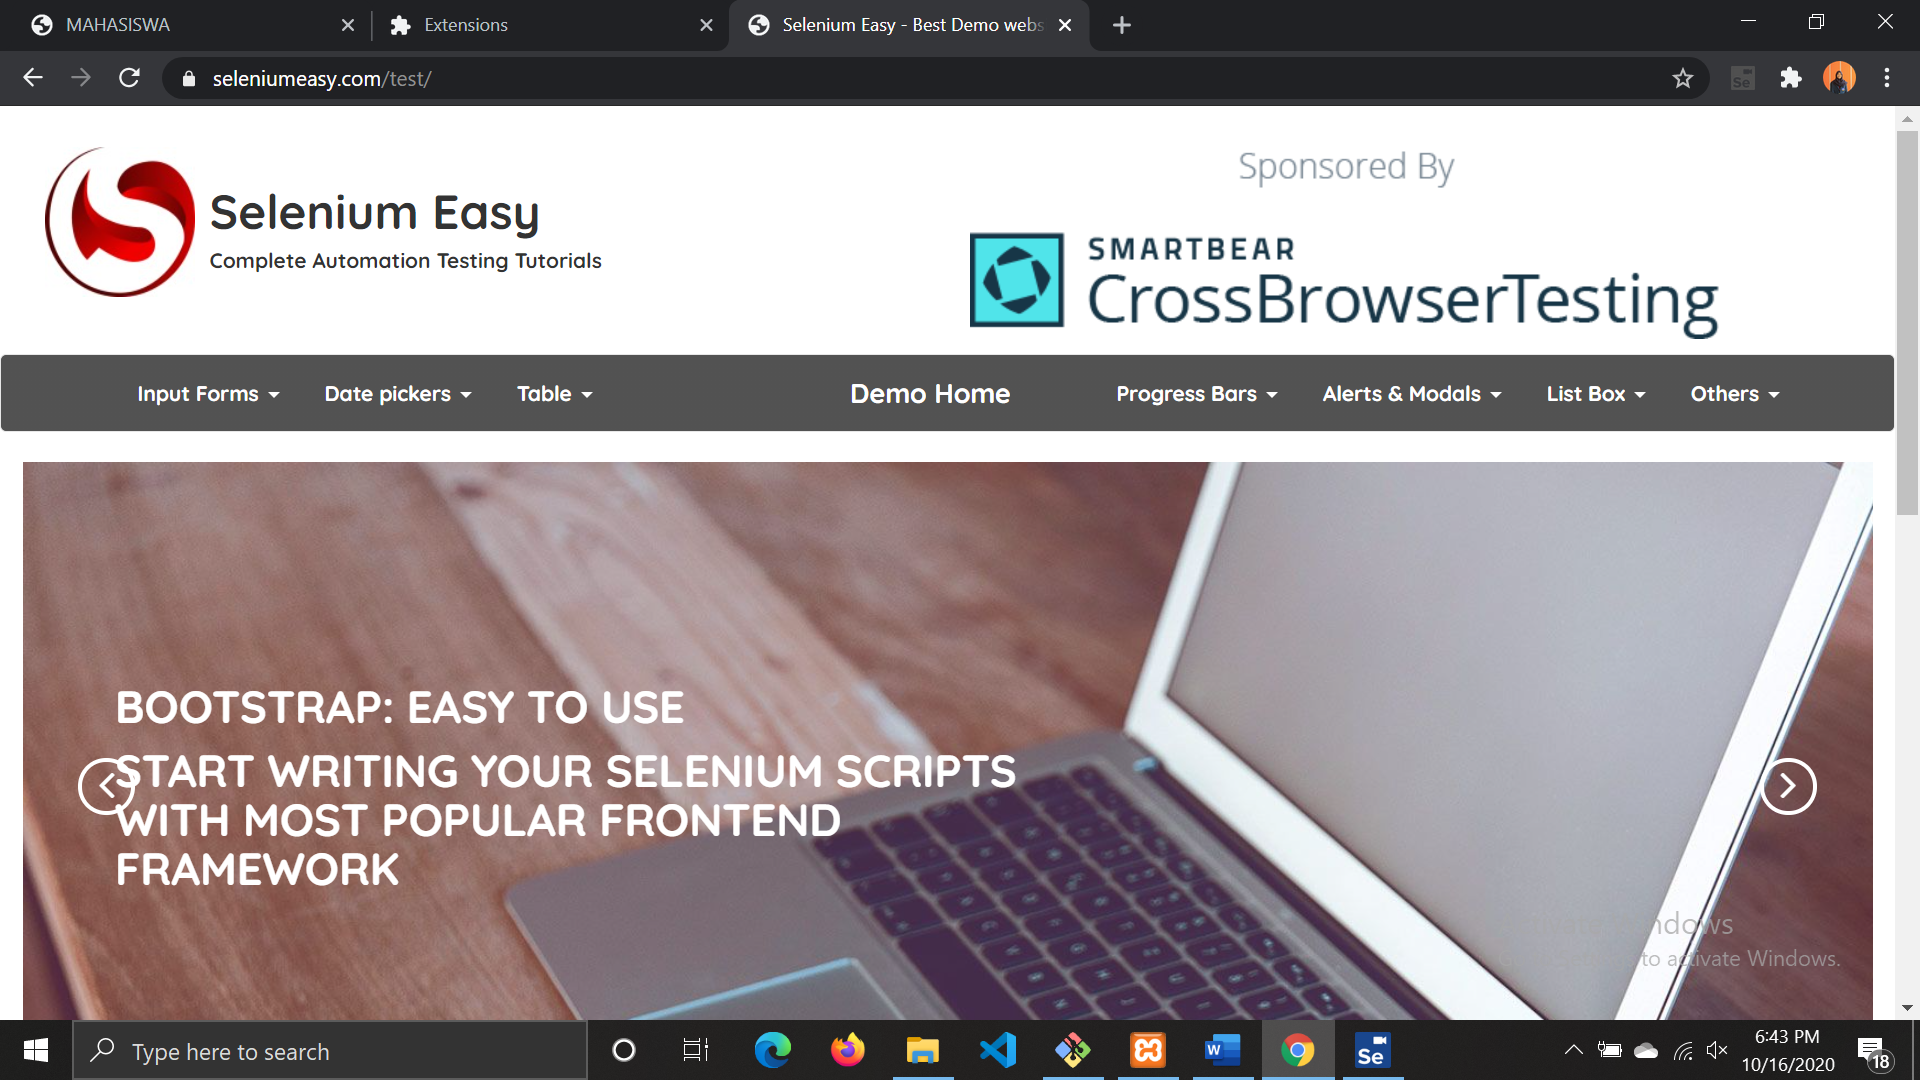 MAHASISWA
Extensions
Selenium Easy - Best Demo webs
seleniumeasy.com/test/
Se
Selenium Easy
Complete Automation Testing Tutorials
Sponsored By
SMARTBEAR
CrossBrowserTesting
Input Forms
Date pickers
Table
Demo Home
Progress Bars
Alerts & Modals
List Box
Others
BOOTSTRAP: EASY TO USE
START WRITING YOUR SELENIUM SCRIPTS
WITH MOST POPULAR FRONTEND
FRAMEWORK
to activate Windows.
Type here to search
W
Se
6:43 PM
10/16/2020
18